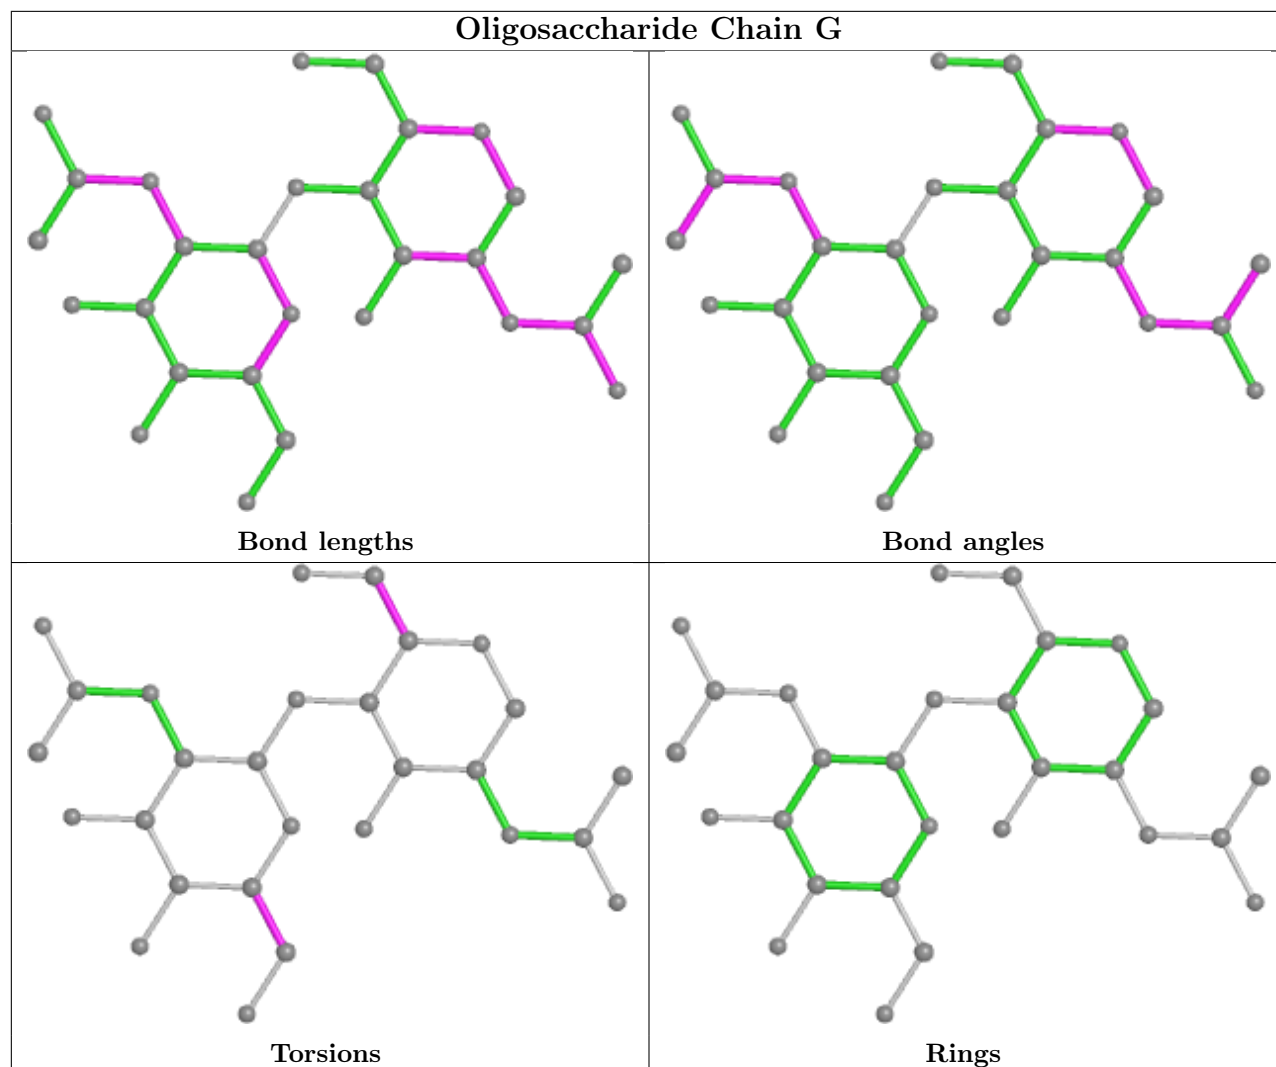 Oligosaccharide Chain G
Bond lengths
Bond angles
Torsions
Rings